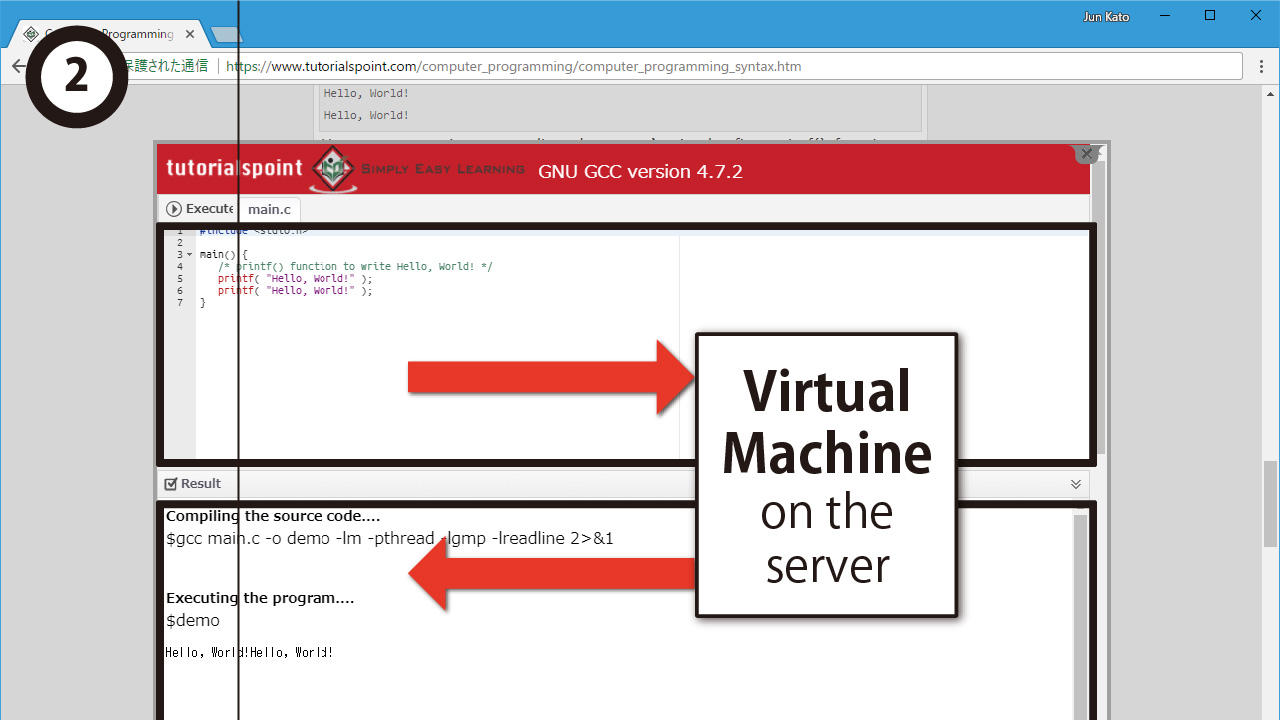 Jun Kato
Programming
2
保護された通信
https://www.tutorialspoint.com/computer_programming/computer_programming_syntax.htm
Hello, World!
Hello, World!
tutorialspoint
SIMPLY EASY LEARNING
GNU GCC version 4.7.2
Execute
main.c
1 #include <stdio.h>
2
3 main() {
4 /* printf() function to write Hello, World! */
5 printf( "Hello, World!" );
6 printf( "Hello, World!" );
7 }
Virtual
Machine
on the
server
Result
Compiling the source code....
$gcc main.c -o demo -lm -pthread -lgmp -lreadline 2>&1
Executing the program....
$demo
Hello, World!Hello, World!